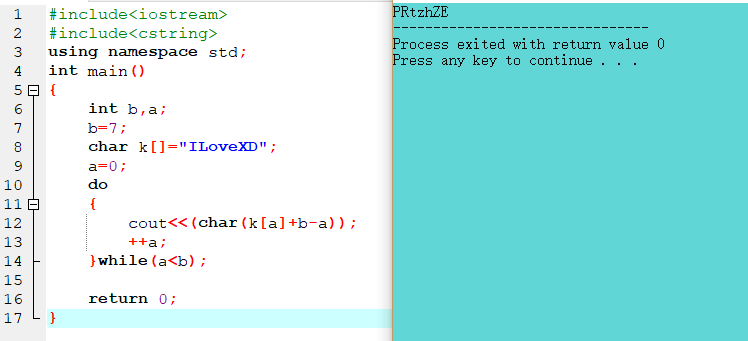 1 #include<iostream>
2 #include<cstring>
3 using namespace std;
4 int main()
5 {
6 int b,a;
7 b=7;
8 char k[]="ILoveXD";
9 a=0;
10 do
11 {
12 cout<<(char(k[a]+b-a));
13 ++a;
14 }while(a<b);
15
16 return 0;
17 }
PRtzhZE
--------------------------------
Process exited with return value 0
Press any key to continue . . .